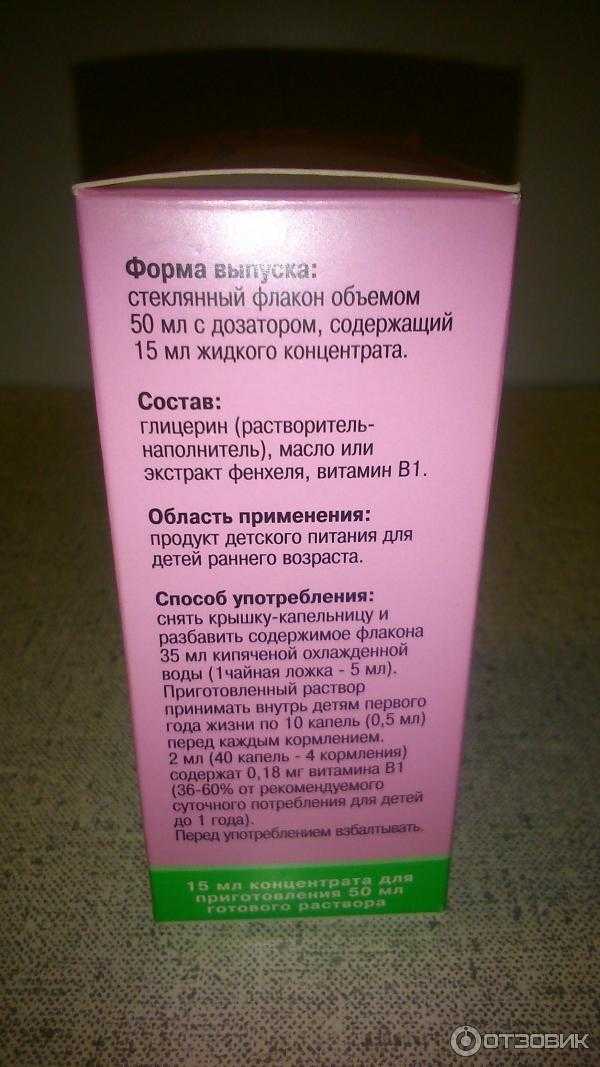 Форма выпуска:
стеклянный флакон объемом
50 мл с дозатором, содержащий
15 мл жидкого концентрата.
Состав:
глицерин (растворитель-
наполнитель), масло или
экстракт фенхеля, витамин B1.
Область применения:
продукт детского питания для
детей раннего возраста.
Способ употребления:
снять крышку-капельницу и
разбавить содержимое флакона
35 мл кипяченой охлажденной
воды (1чайная ложка - 5 мл).
Приготовленный раствор
принимать внутрь детям первого
года жизни по 10 капель (0,5 мл)
перед каждым кормлением.
2 мл (40 капель - 4 кормления)
содержат 0,18 мг витамина B1
(36-60% от рекомендуемого
суточного потребления для детей
до 1 года).
Перед употреблением взбалтывать.
15 мл концентрата для
приготовления 50 мл
готового раствора
ОТЗОВИК